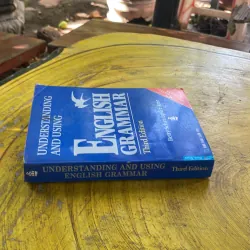 UNDERSTANDING
AND USING
ENGLISH
GRAMMAR
Third Edition
UNDERSTANDING AND USING
ENGLISH GRAMMAR
Third Edition